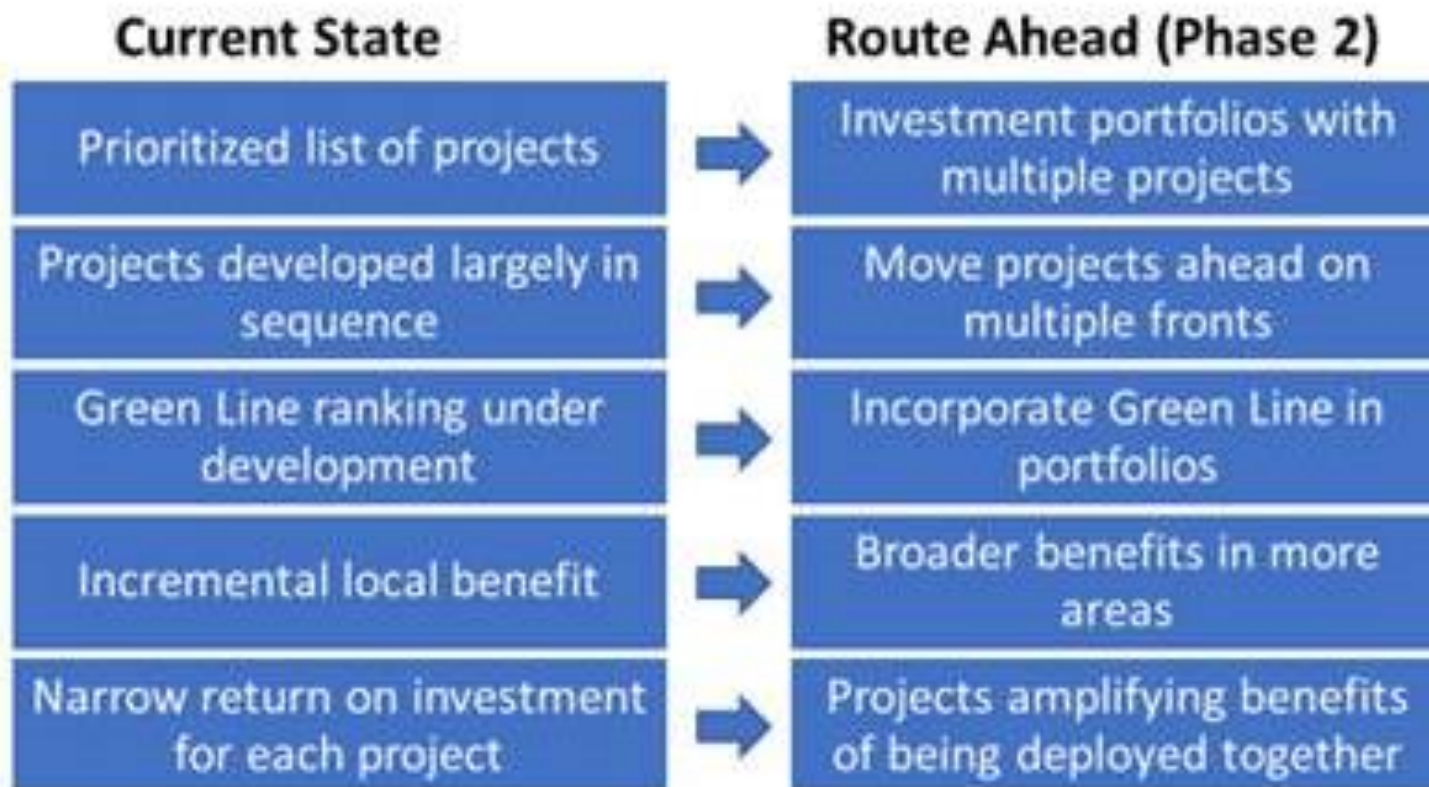 Current State
Route Ahead (Phase 2)
Prioritized list of projects
Investment portfolios with
multiple projects
Projects developed largely in
sequence
Move projects ahead on
multiple fronts
Green Line ranking under
development
Incorporate Green Line in
portfolios
Incremental local benefit
Broader benefits in more
areas
Narrow return on investment
for each project
Projects amplifying benefits
of being deployed together